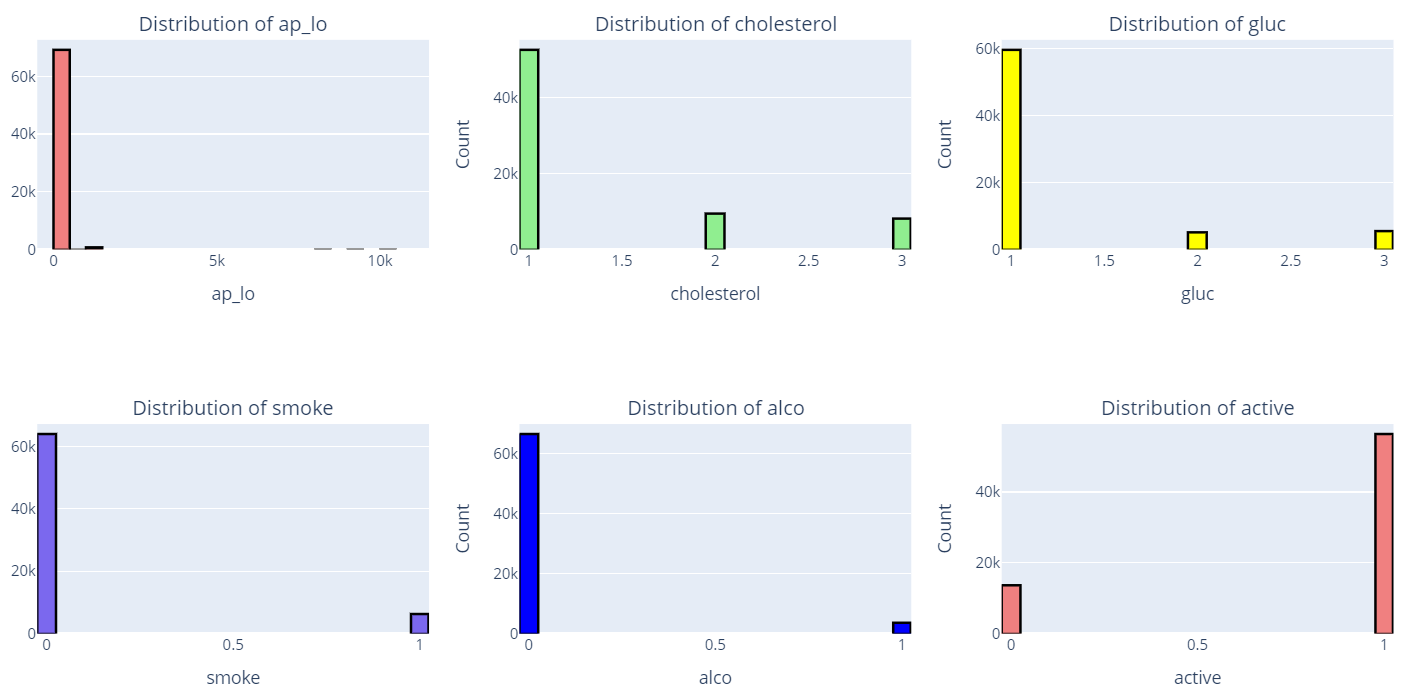 Distribution of ap_lo
60k
40k
20k
0
0 5k 10k
ap_lo
Distribution of cholesterol
Count
40k
20k
0
1 1.5 2 2.5 3
cholesterol
Distribution of gluc
Count
60k
40k
20k
0
1 1.5 2 2.5 3
gluc
Distribution of smoke
60k
40k
20k
0
0 0.5 1
smoke
Distribution of alco
Count
60k
40k
20k
0
0 0.5 1
alco
Distribution of active
Count
40k
20k
0
0 0.5 1
active